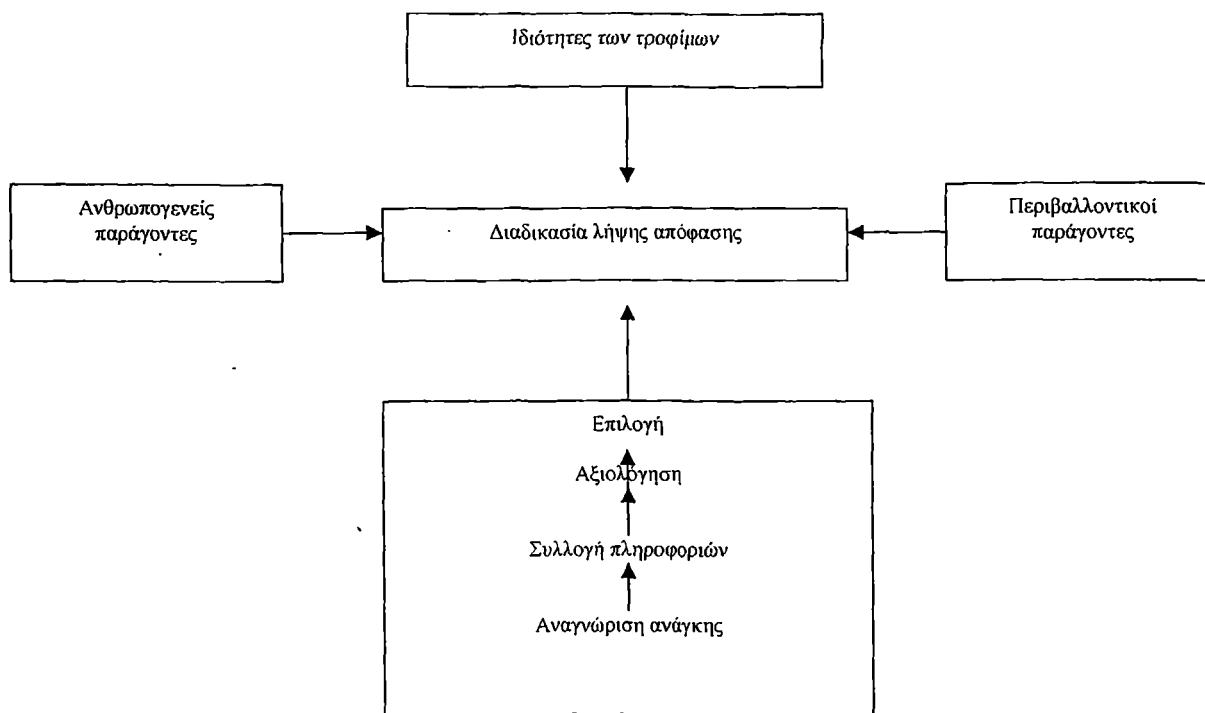 Ιδιότητες των τροφίμων
Ανθρωπογενείς
παράγοντες
Διαδικασία λήψης απόφασης
Περιβαλλοντικοί
παράγοντες
Επιλογή
Αξιολόγηση
Συλλογή πληροφοριών
Αναγνώριση ανάγκης